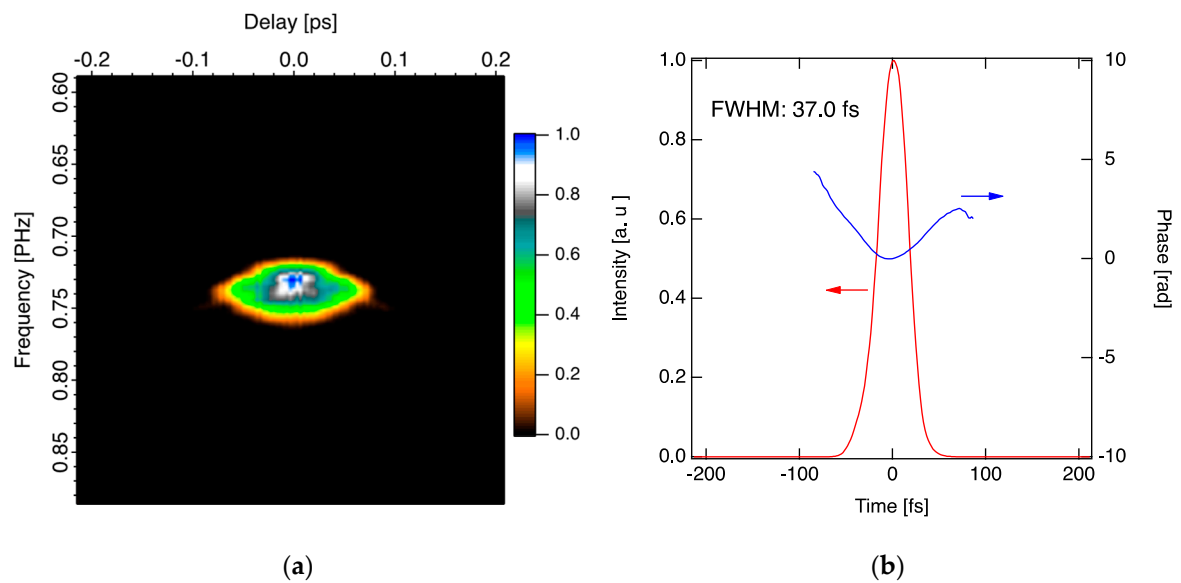 Delay [ps]
-0.2 -0.1 0.0 0.1 0.2
Frequency [PHz]
0.60
0.65
0.70
0.75
0.80
0.85
1.0
0.8
0.6
0.4
0.2
0.0
(a)
FWHM: 37.0 fs
Intensity [a. u]
1.0
0.8
0.6
0.4
0.2
0.0
10
5
0
-5
-10
Phase [rad]
-200 -100 0 100 200
Time [fs]
(b)